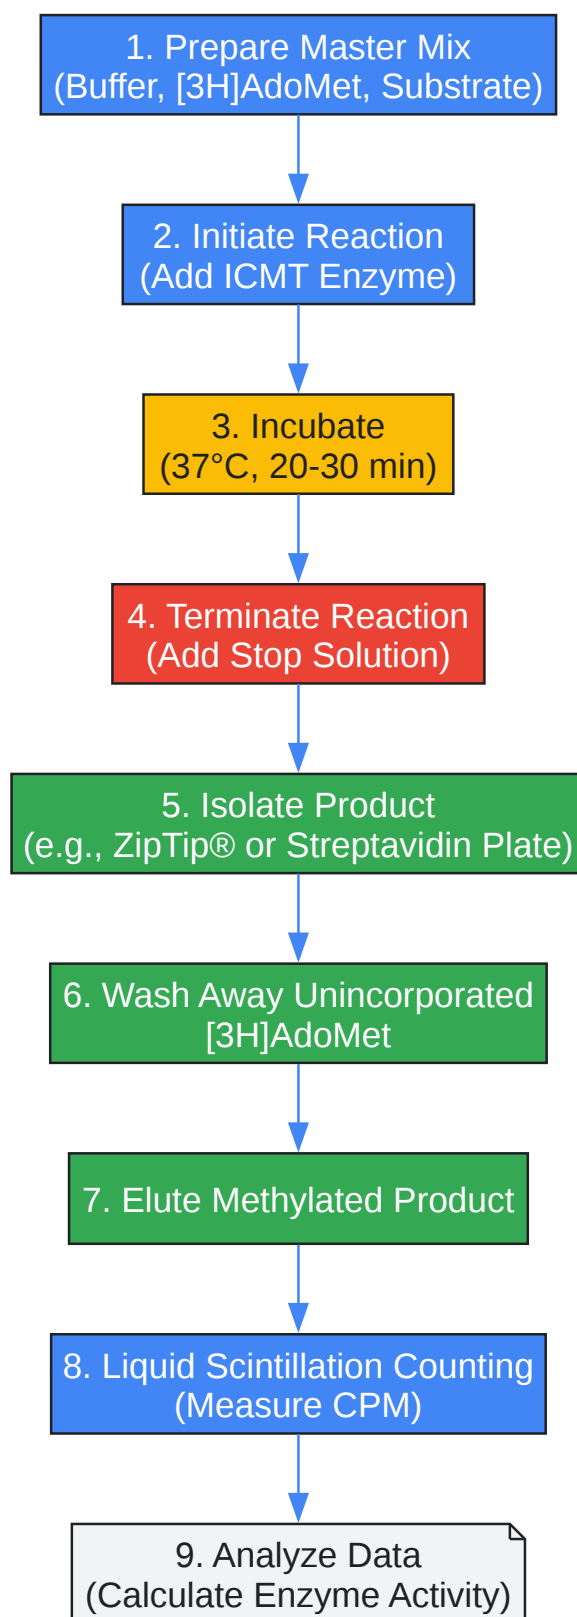 1. Prepare Master Mix
(Buffer, [3H]AdoMet, Substrate)
2. Initiate Reaction
(Add ICMT Enzyme)
3. Incubate
(37°C, 20-30 min)
4. Terminate Reaction
(Add Stop Solution)
5. Isolate Product
(e.g., ZipTip® or Streptavidin Plate)
6. Wash Away Unincorporated
[3H]AdoMet
7. Elute Methylated Product
8. Liquid Scintillation Counting
(Measure CPM)
9. Analyze Data
(Calculate Enzyme Activity)